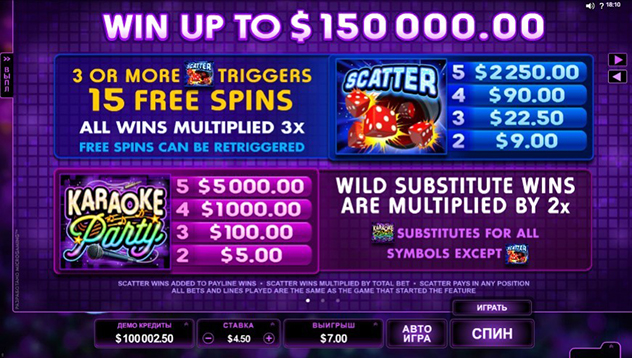 WIN UP TO $150 000.00
18:10
3 OR MORE SCATTER TRIGGERS
15 FREE SPINS
ALL WINS MULTIPLIED 3x
FREE SPINS CAN BE RETRIGGERED
SCATTER
5 $2250.00
4 $90.00
3 $22.50
2 $9.00
KARAOKE
Party
5 $5000.00
4 $1000.00
3 $100.00
2 $5.00
WILD SUBSTITUTE WINS
ARE MULTIPLIED BY 2x
KARAOKE Party SUBSTITUTES FOR ALL
SYMBOLS EXCEPT SCATTER
SCATTER WINS ADDED TO PAYLINE WINS • SCATTER WINS MULTIPLIED BY TOTAL BET • SCATTER PAYS IN ANY POSITION
ALL BETS AND LINES PLAYED ARE THE SAME AS THE GAME THAT STARTED THE FEATURE
ИГРАТЬ
ДЕМО КРЕДИТЫ
$100002.50
СТАВКА
$4.50
ВЫИГРЫШ
$7.00
АВТО
ИГРА
СПИН